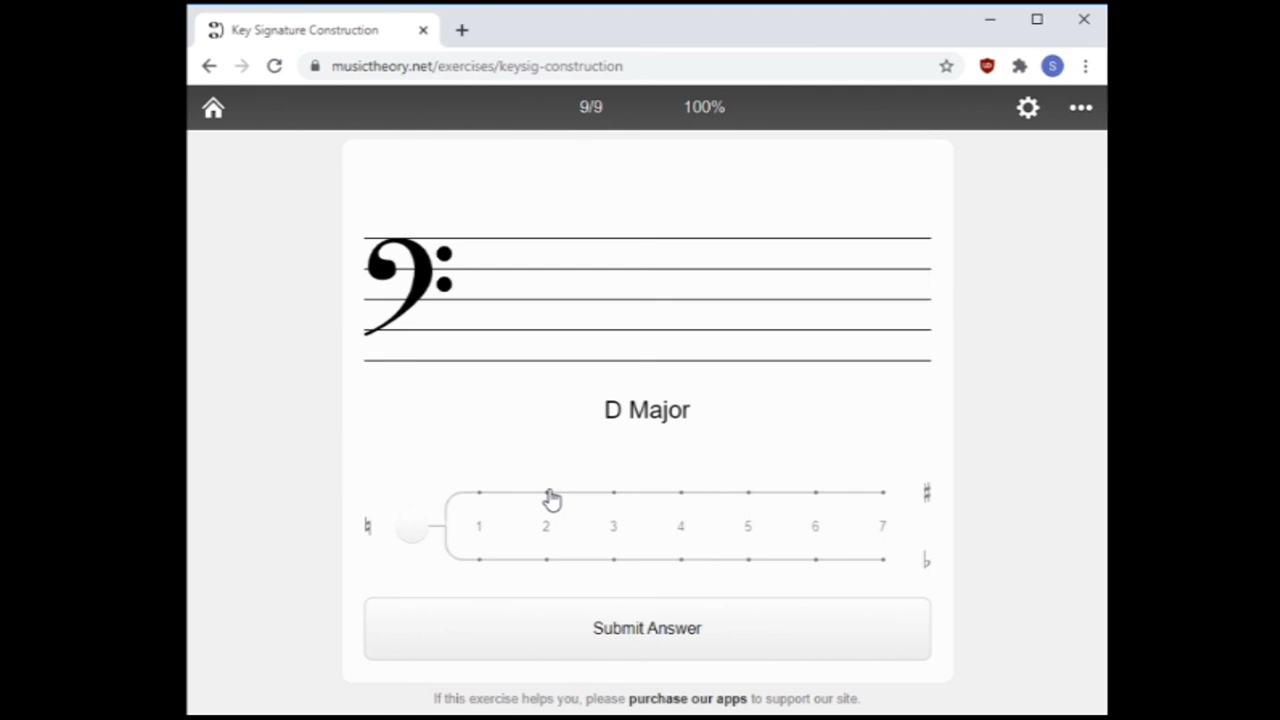 Key Signature Construction
musictheory.net/exercises/keysig-construction
S
9/9 100%
D Major
♯
♮ 1 2 3 4 5 6 7
♭
Submit Answer
If this exercise helps you, please purchase our apps to support our site.